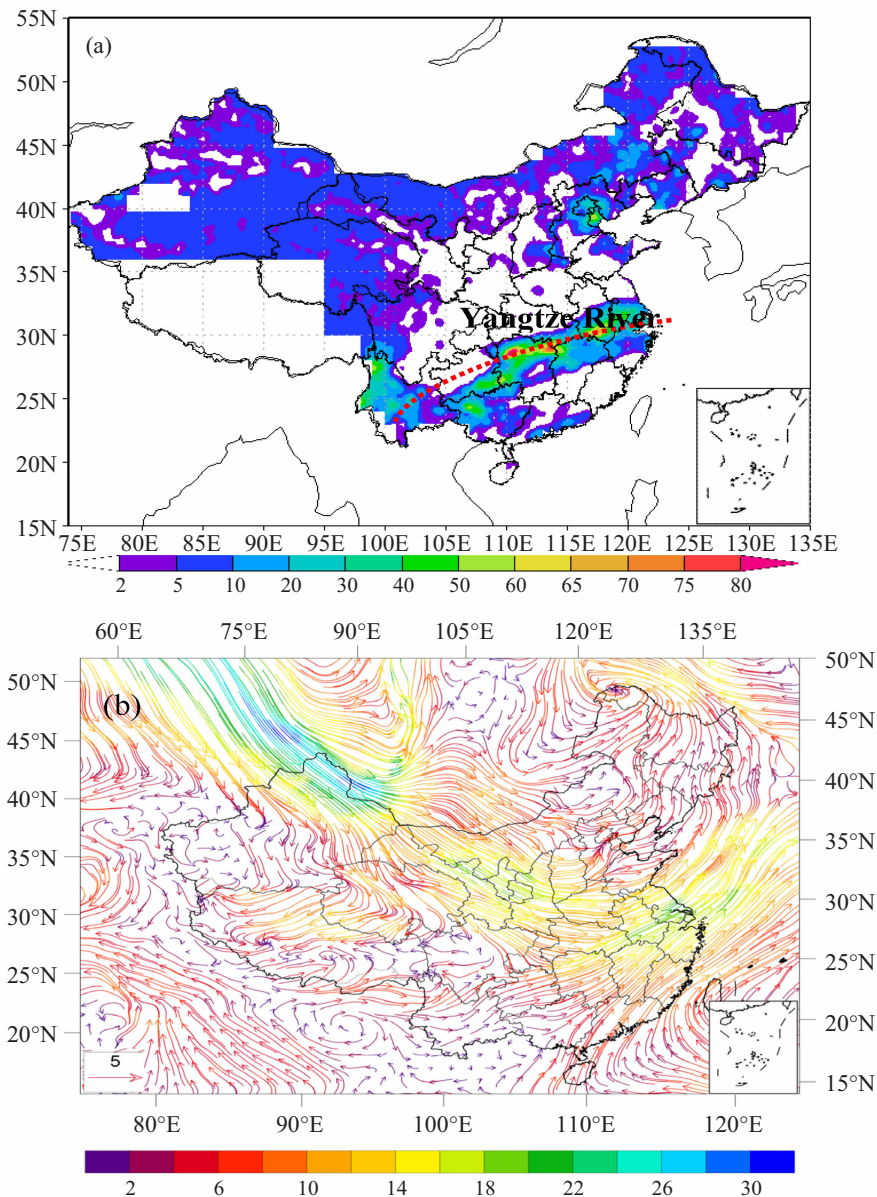 55N
(a)
50N
45N
40N
35N
30N
Yangtze River
25N
20N
15N
75E 80E 85E 90E 95E 100E 105E 110E 115E 120E 125E 130E 135E
2 5 10 20 30 40 50 60 65 70 75 80
60°E 75°E 90°E 105°E 120°E 135°E
50°N 50°N
(b)
45°N 45°N
40°N 40°N
35°N 35°N
30°N 30°N
25°N 25°N
20°N 20°N
5
15°N
80°E 90°E 100°E 110°E 120°E
2 6 10 14 18 22 26 30